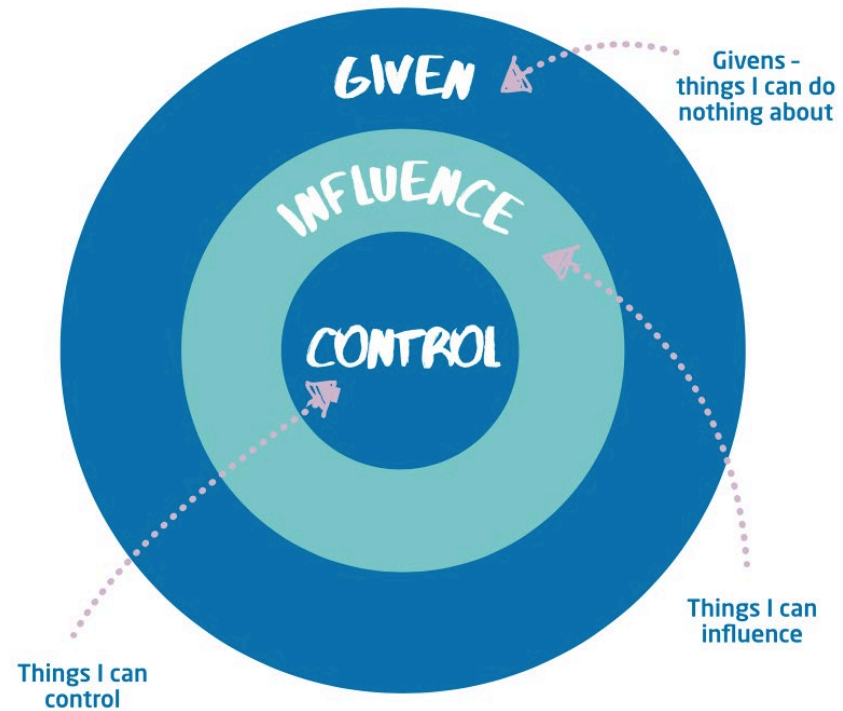 GIVEN
Givens –
things I can do
nothing about
INFLUENCE
CONTROL
Things I can
influence
Things I can
control